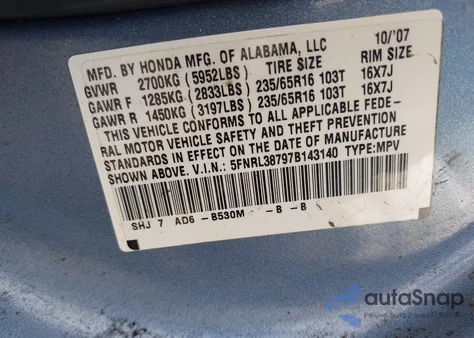 MFD. BY HONDA MFG. OF ALABAMA, LLC 10/'07
GVWR 2700KG (5952LBS) TIRE SIZE RIM SIZE
GAWR F 1285KG (2833LBS) 235/65R16 103T 16X7J
GAWR R 1450KG (3197LBS) 235/65R16 103T 16X7J
THIS VEHICLE CONFORMS TO ALL APPLICABLE FEDE-
RAL MOTOR VEHICLE SAFETY AND THEFT PREVENTION
STANDARDS IN EFFECT ON THE DATE OF MANUFACTURE
SHOWN ABOVE. V.I.N.: 5FNRL38797B143140 TYPE:MPV
SHJ 7 AD6 -B530M -B -B
autoSnap